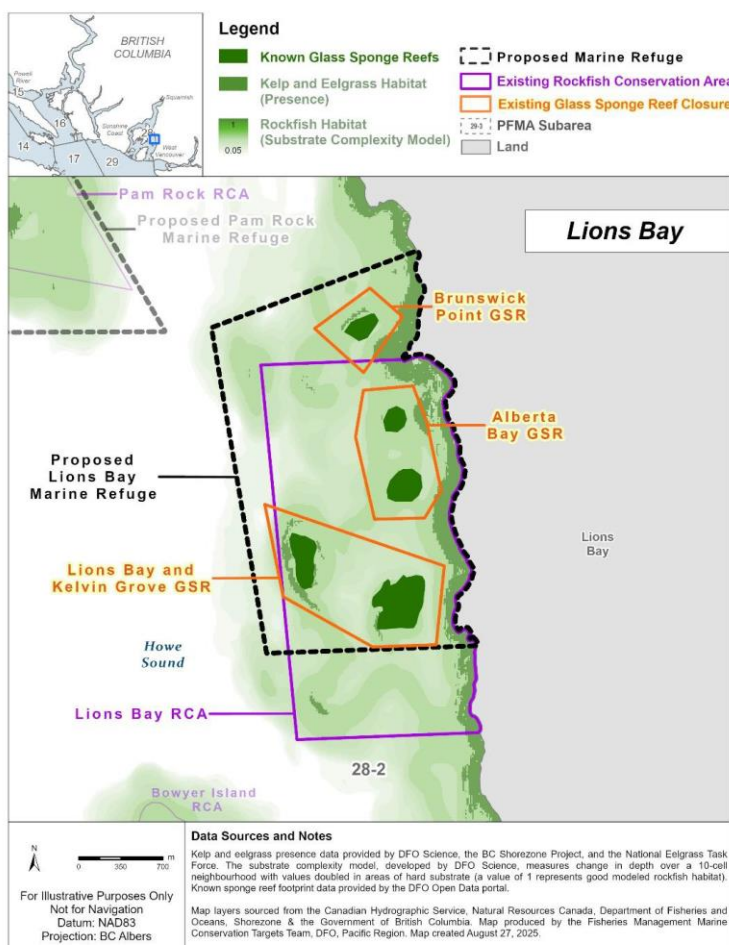 BRITISH
COLUMBIA
Powell
River
Squamish
15
16
Sunshine
Coast
28
West
Vancouver
14
17
29
Legend
Known Glass Sponge Reefs
Kelp and Eelgrass Habitat
(Presence)
1
0.05
Rockfish Habitat
(Substrate Complexity Model)
Proposed Marine Refuge
Existing Rockfish Conservation Area
Existing Glass Sponge Reef Closure
29-3
PFMA Subarea
Land
Pam Rock RCA
Proposed Pam Rock
Marine Refuge
Lions Bay
Brunswick
Point GSR
Alberta
Bay GSR
Proposed
Lions Bay
Marine Refuge
Lions
Bay
Lions Bay and
Kelvin Grove GSR
Howe
Sound
Lions Bay RCA
28-2
Bowyer Island
RCA
N
0 350 700
m
For Illustrative Purposes Only
Not for Navigation
Datum: NAD83
Projection: BC Albers
Data Sources and Notes
Kelp and eelgrass presence data provided by DFO Science, the BC Shorezone Project, and the National Eelgrass Task
Force. The substrate complexity model, developed by DFO Science, measures change in depth over a 10-cell
neighbourhood with values doubled in areas of hard substrate (a value of 1 represents good modeled rockfish habitat).
Known sponge reef footprint data provided by the DFO Open Data portal.
Map layers sourced from the Canadian Hydrographic Service, Natural Resources Canada, Department of Fisheries and
Oceans, Shorezone & the Government of British Columbia. Map produced by the Fisheries Management Marine
Conservation Targets Team, DFO, Pacific Region. Map created August 27, 2025.